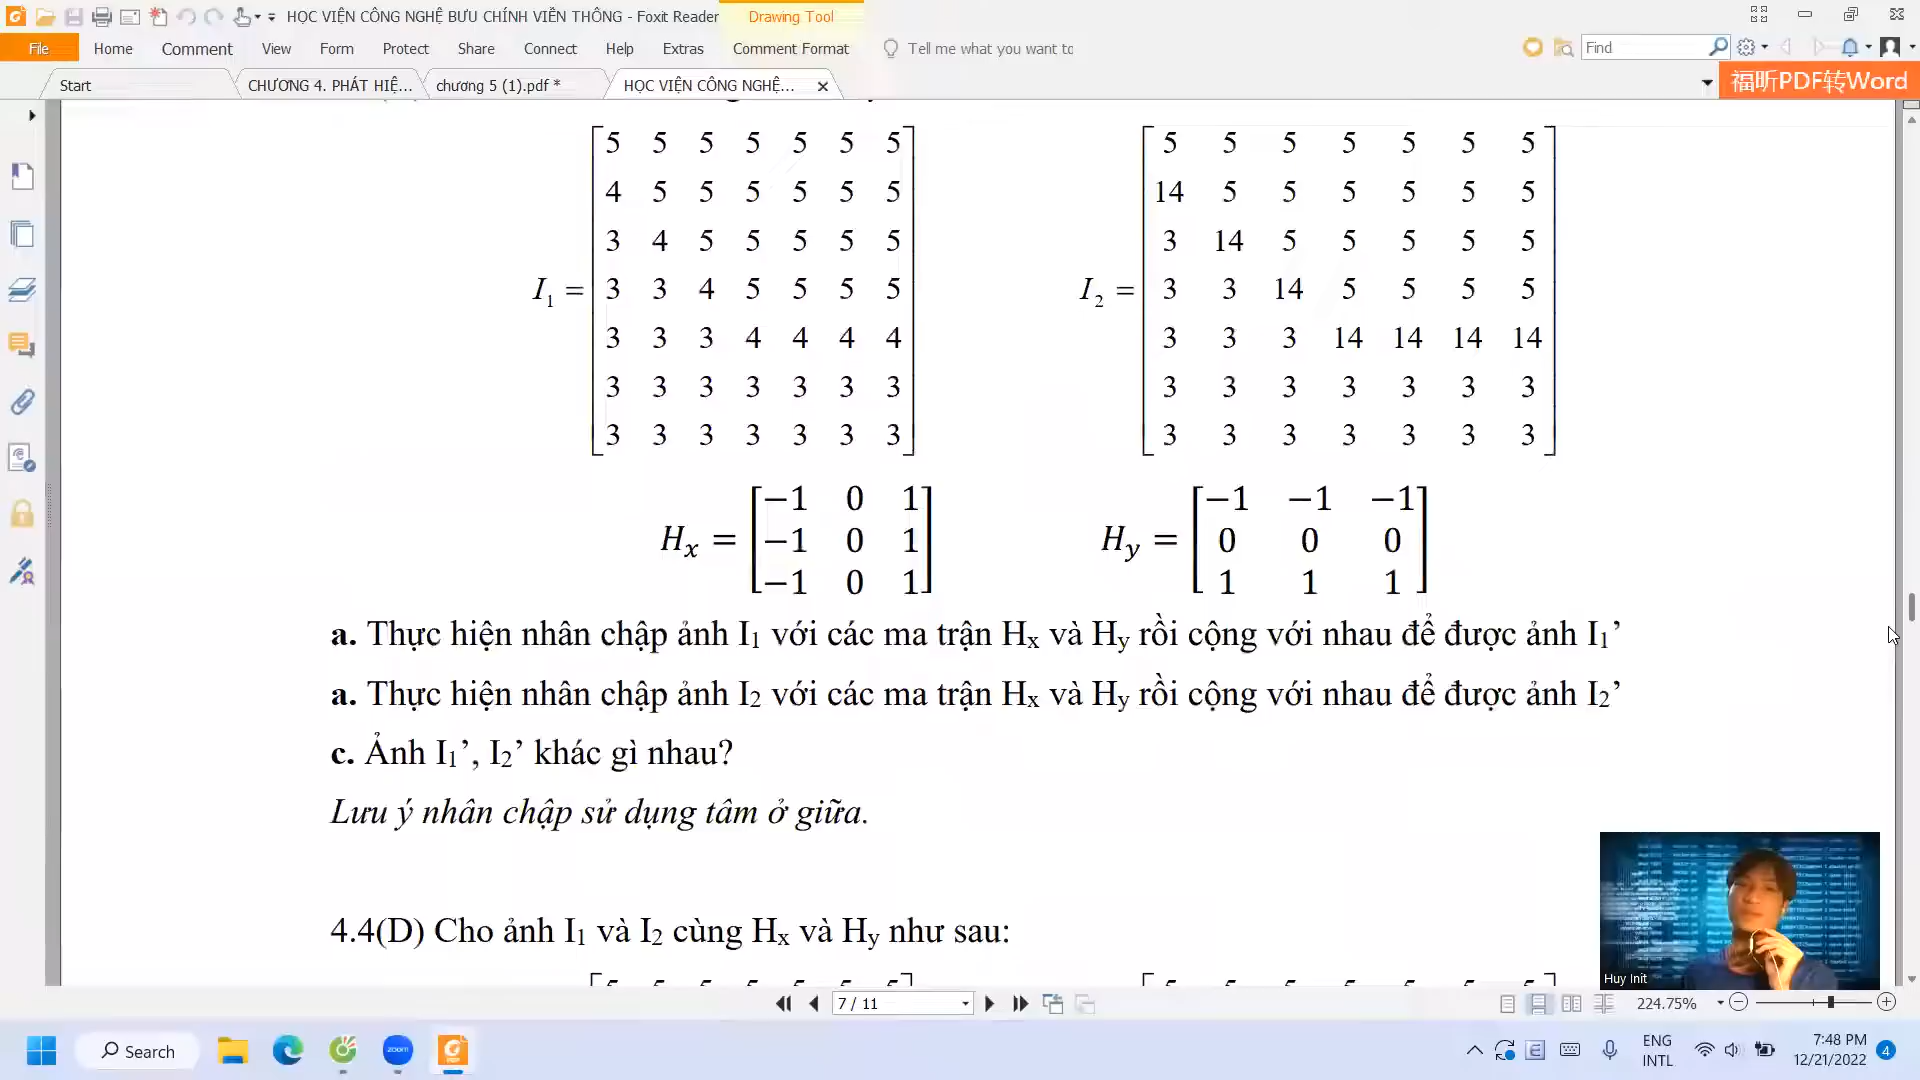 HỌC VIỆN CÔNG NGHỆ BƯU CHÍNH VIỄN THÔNG - Foxit Reader
Drawing Tool
File Home Comment View Form Protect Share Connect Help Extras Comment Format Tell me what you want to Find
Start CHƯƠNG 4. PHÁT HIỆ... chương 5 (1).pdf * HỌC VIỆN CÔNG NGHỆ...
福昕PDF转Word
5 5 5 5 5 5 5 5 5 5 5 5 5 5
4 5 5 5 5 5 5 14 5 5 5 5 5 5
3 4 5 5 5 5 5 3 14 5 5 5 5 5
I1 = 3 3 4 5 5 5 5 I2 = 3 3 14 5 5 5 5
3 3 3 4 4 4 4 3 3 3 14 14 14 14
3 3 3 3 3 3 3 3 3 3 3 3 3 3
3 3 3 3 3 3 3 3 3 3 3 3 3 3
−1 0 1 −1 −1 −1
Hx = −1 0 1 Hy = 0 0 0
−1 0 1 1 1 1
a. Thực hiện nhân chập ảnh I1 với các ma trận Hx và Hy rồi cộng với nhau để được ảnh I1’
a. Thực hiện nhân chập ảnh I2 với các ma trận Hx và Hy rồi cộng với nhau để được ảnh I2’
c. Ảnh I1’, I2’ khác gì nhau?
Lưu ý nhân chập sử dụng tâm ở giữa.
4.4(D) Cho ảnh I1 và I2 cùng Hx và Hy như sau:
Huy Init
7 / 11
224.75%
Search
zoom
ENG
INTL
7:48 PM
12/21/2022
4